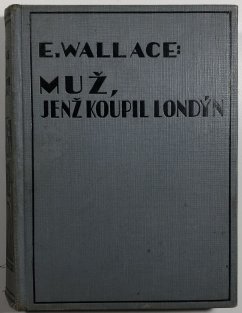 E. WALLACE:
MUŽ,
JENŽ KOUPIL LONDÝN